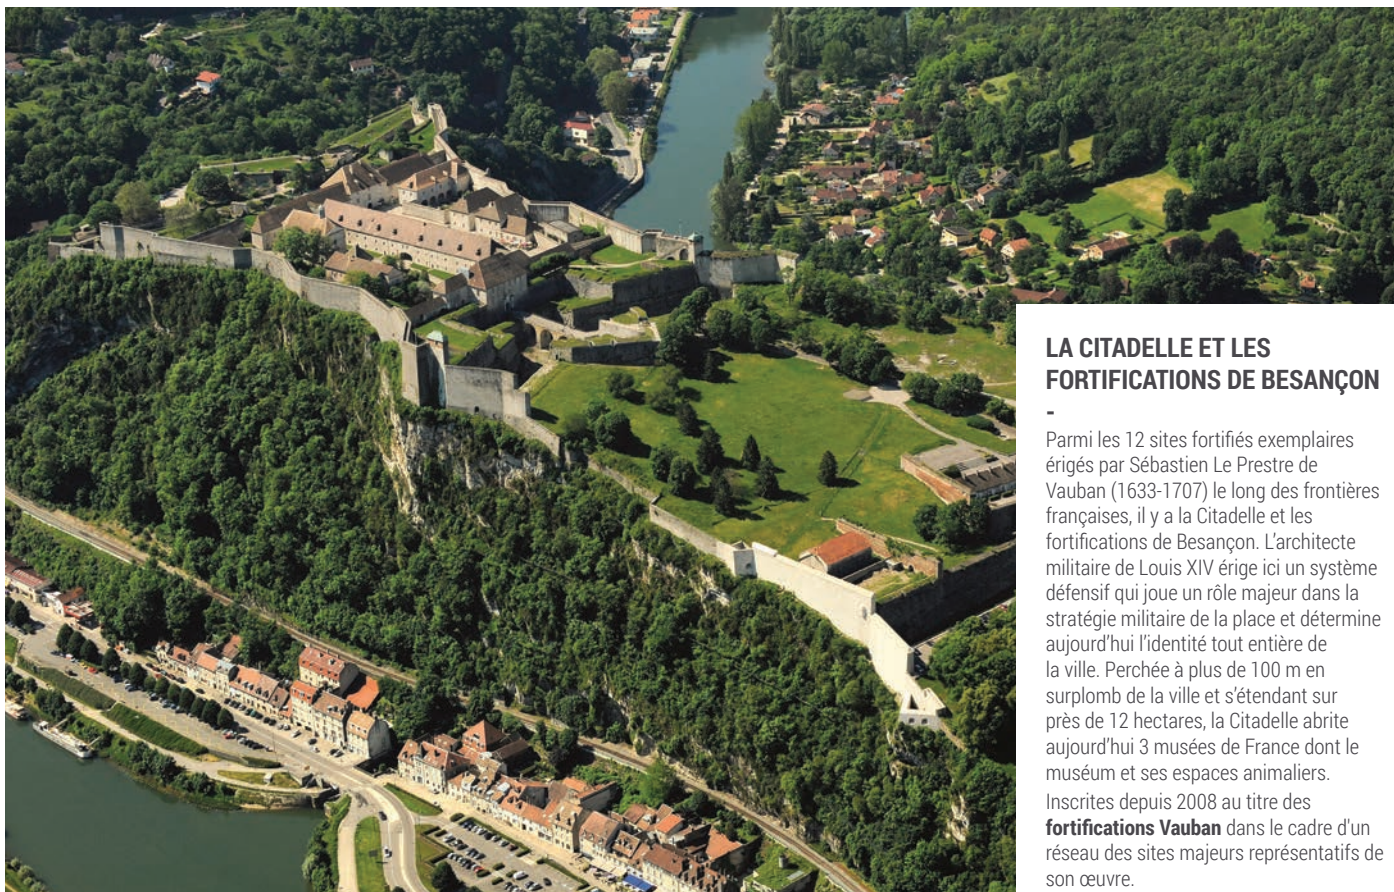 LA CITADELLE ET LES
FORTIFICATIONS DE BESANÇON
-
Parmi les 12 sites fortifiés exemplaires
érigés par Sébastien Le Prestre de
Vauban (1633-1707) le long des frontières
françaises, il y a la Citadelle et les
fortifications de Besançon. L’architecte
militaire de Louis XIV érige ici un système
défensif qui joue un rôle majeur dans la
stratégie militaire de la place et détermine
aujourd’hui l’identité tout entière de
la ville. Perchée à plus de 100 m en
surplomb de la ville et s’étendant sur
près de 12 hectares, la Citadelle abrite
aujourd’hui 3 musées de France dont le
muséum et ses espaces animaliers.
Inscrites depuis 2008 au titre des
fortifications Vauban dans le cadre d'un
réseau des sites majeurs représentatifs de
son œuvre.